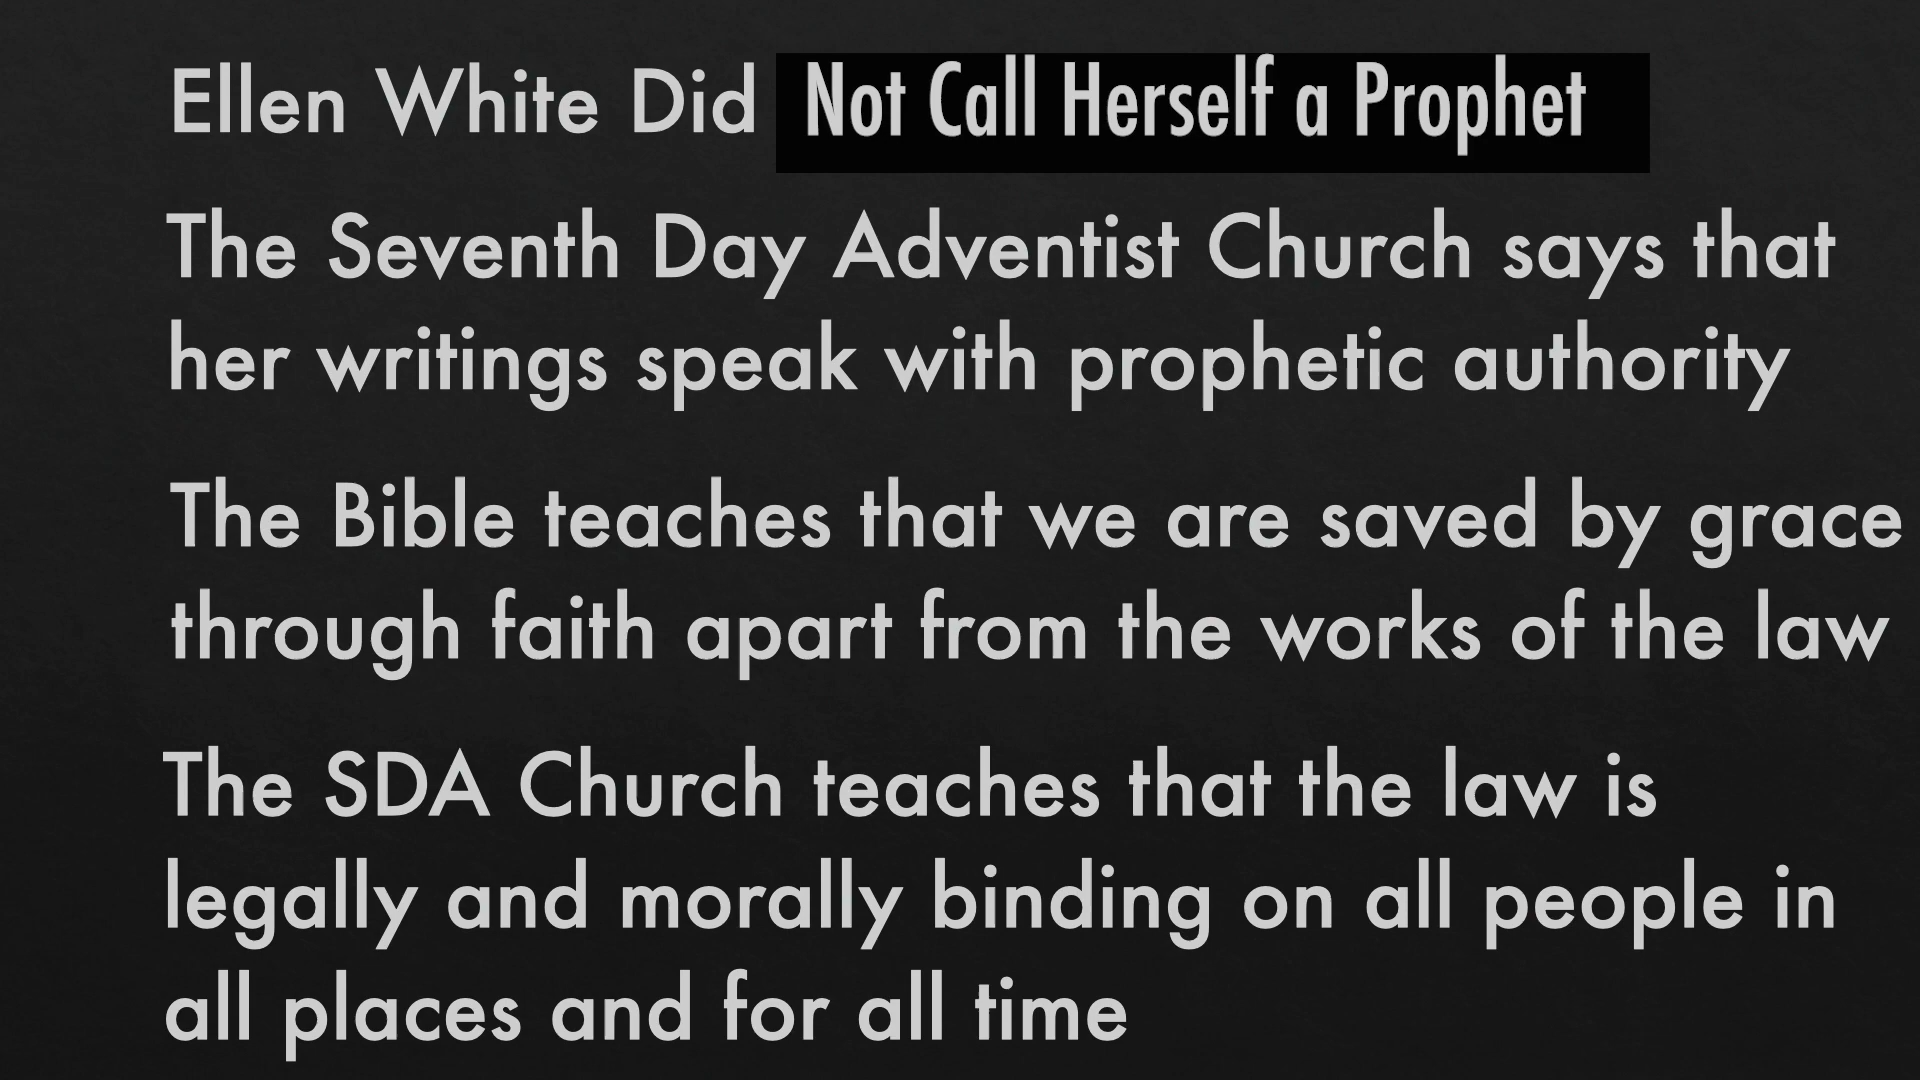 Ellen White Did Not Call Herself a Prophet
The Seventh Day Adventist Church says that
her writings speak with prophetic authority
The Bible teaches that we are saved by grace
through faith apart from the works of the law
The SDA Church teaches that the law is
legally and morally binding on all people in
all places and for all time